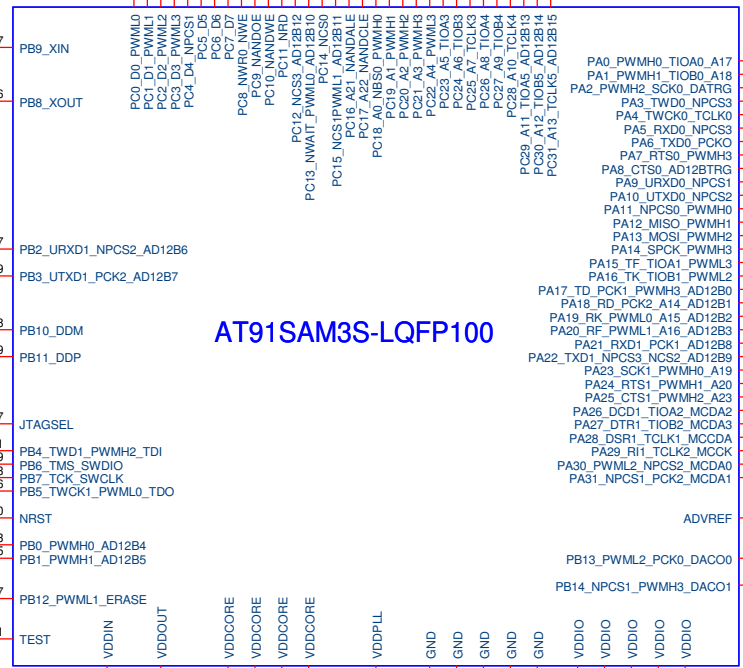 PC0_D0_PWML0
PC1_D1_PWML1
PC2_D2_PWML2
PC3_D3_PWML3
PC4_D4_NPCS1
PC5_D5
PC6_D6
PC7_D7
PC8_NWR0_NWE
PC9_NANDOE
PC10_NANDWE
PC11_NRD
PC12_NCS3_AD12B12
PC13_NWAIT_PWML0_AD12B10
PC14_NCS0
PC15_NCS1PWML1_AD12B11
PC16_A21_NANDALE
PC17_A22_NANDCLE
PC18_A0_NBS0_PWMH0
PC19_A1_PWMH1
PC20_A2_PWMH2
PC21_A3_PWMH3
PC22_A4_PWML3
PC23_A5_TIOA3
PC24_A6_TIOB3
PC25_A7_TCLK3
PC26_A8_TIOA4
PC27_A9_TIOB4
PC28_A10_TCLK4
PC29_A11_TIOA5_AD12B13
PC30_A12_TIOB5_AD12B14
PC31_A13_TCLK5_AD12B15
PB9_XIN
PB8_XOUT
PB2_URXD1_NPCS2_AD12B6
PB3_UTXD1_PCK2_AD12B7
PB10_DDM
PB11_DDP
JTAGSEL
PB4_TWD1_PWMH2_TDI
PB6_TMS_SWDIO
PB7_TCK_SWCLK
PB5_TWCK1_PWML0_TDO
NRST
PB0_PWMH0_AD12B4
PB1_PWMH1_AD12B5
PB12_PWML1_ERASE
TEST
AT91SAM3S-LQFP100
PA0_PWMH0_TIOA0_A17
PA1_PWMH1_TIOB0_A18
PA2_PWMH2_SCK0_DATRG
PA3_TWD0_NPCS3
PA4_TWCK0_TCLK0
PA5_RXD0_NPCS3
PA6_TXD0_PCKO
PA7_RTS0_PWMH3
PA8_CTS0_AD12BTRG
PA9_URXD0_NPCS1
PA10_UTXD0_NPCS2
PA11_NPCS0_PWMH0
PA12_MISO_PWMH1
PA13_MOSI_PWMH2
PA14_SPCK_PWMH3
PA15_TF_TIOA1_PWML3
PA16_TK_TIOB1_PWML2
PA17_TD_PCK1_PWMH3_AD12B0
PA18_RD_PCK2_A14_AD12B1
PA19_RK_PWML0_A15_AD12B2
PA20_RF_PWML1_A16_AD12B3
PA21_RXD1_PCK1_AD12B8
PA22_TXD1_NPCS3_NCS2_AD12B9
PA23_SCK1_PWMH0_A19
PA24_RTS1_PWMH1_A20
PA25_CTS1_PWMH2_A23
PA26_DCD1_TIOA2_MCDA2
PA27_DTR1_TIOB2_MCDA3
PA28_DSR1_TCLK1_MCCDA
PA29_RI1_TCLK2_MCCK
PA30_PWML2_NPCS2_MCDA0
PA31_NPCS1_PCK2_MCDA1
ADVREF
PB13_PWML2_PCK0_DACO0
PB14_NPCS1_PWMH3_DACO1
VDDIN
VDDOUT
VDDCORE
VDDCORE
VDDCORE
VDDCORE
VDDPLL
GND
GND
GND
GND
GND
VDDIO
VDDIO
VDDIO
VDDIO
VDDIO